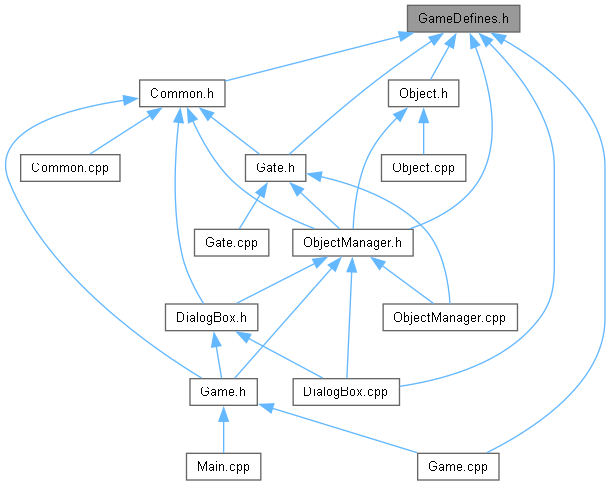 GameDefines.h
Common.h
Object.h
Common.cpp
Gate.h
Object.cpp
Gate.cpp
ObjectManager.h
DialogBox.h
ObjectManager.cpp
Game.h
DialogBox.cpp
Main.cpp
Game.cpp